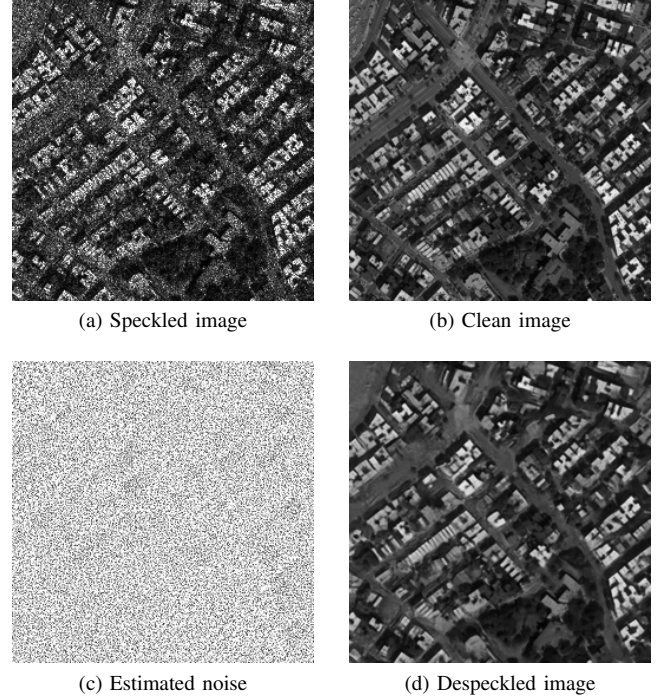 (a) Speckled image
(b) Clean image
(c) Estimated noise
(d) Despeckled image